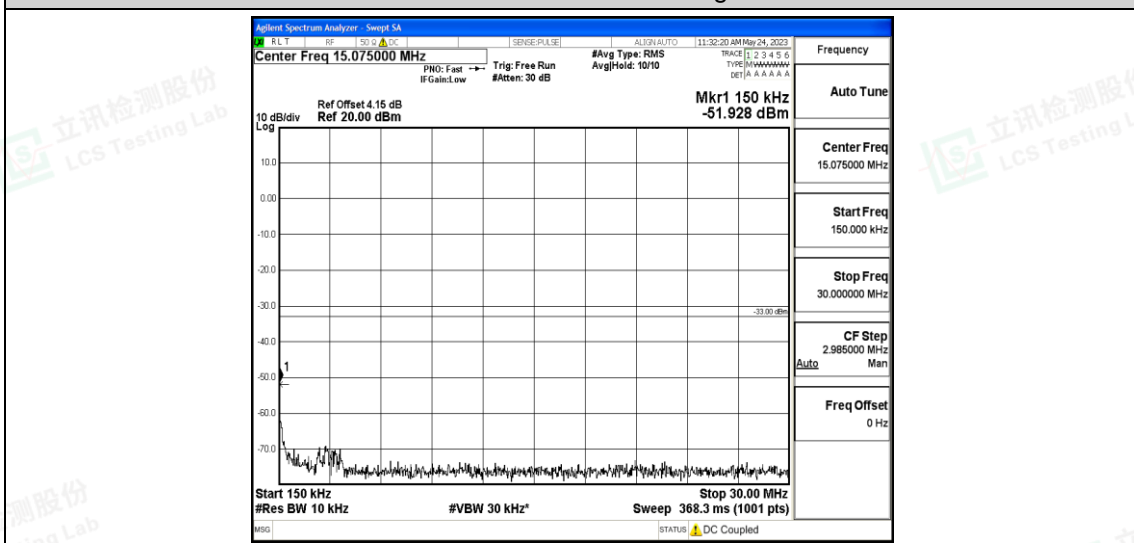 Agilent Spectrum Analyzer - Swept SA
RLT RF 50 Ω DC SENSE:PULSE ALIGN AUTO 11:32:20 AM May 24, 2023
Center Freq 15.075000 MHz
PNO: Fast
IFGain:Low
Trig: Free Run
#Atten: 30 dB
#Avg Type: RMS
Avg|Hold: 10/10
TRACE 1 2 3 4 5 6
TYPE M W W W W W
DET A A A A A A
Mkr1 150 kHz
-51.928 dBm
Ref Offset 4.15 dB
10 dB/div Ref 20.00 dBm
Log
10.0
0.00
-10.0
-20.0
-30.0
-33.00 dBm
-40.0
1
-50.0
-60.0
-70.0
Start 150 kHz Stop 30.00 MHz
#Res BW 10 kHz #VBW 30 kHz* Sweep 368.3 ms (1001 pts)
MSG STATUS DC Coupled
Frequency
Auto Tune
Center Freq
15.075000 MHz
Start Freq
150.000 kHz
Stop Freq
30.000000 MHz
CF Step
2.985000 MHz
Auto Man
Freq Offset
0 Hz
立讯检测股份
LCS Testing Lab
立讯检测股份
LCS Testing L
测股份
ng Lab